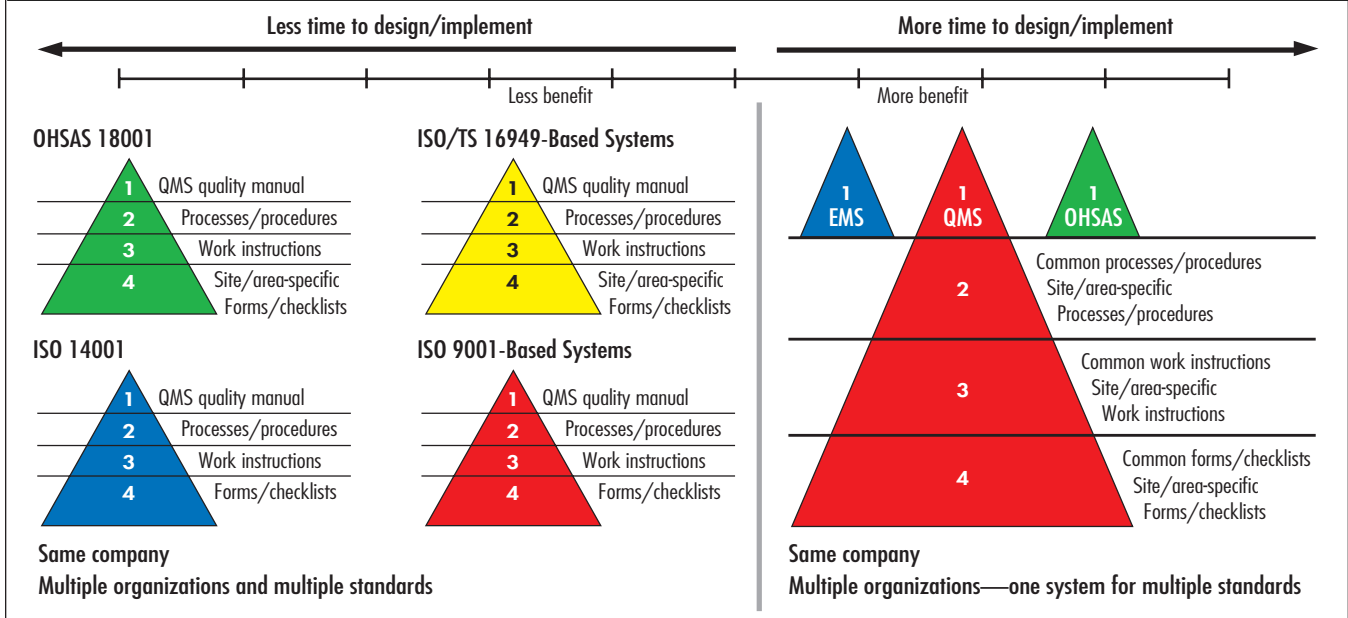 Less time to design/implement
More time to design/implement
Less benefit
More benefit
OHSAS 18001
1 QMS quality manual
2 Processes/procedures
3 Work instructions
4 Site/area-specific
Forms/checklists
ISO/TS 16949-Based Systems
1 QMS quality manual
2 Processes/procedures
3 Work instructions
4 Site/area-specific
Forms/checklists
ISO 14001
1 QMS quality manual
2 Processes/procedures
3 Work instructions
4 Forms/checklists
ISO 9001-Based Systems
1 QMS quality manual
2 Processes/procedures
3 Work instructions
4 Forms/checklists
Same company
Multiple organizations and multiple standards
1
EMS
1
QMS
1
OHSAS
2
Common processes/procedures
Site/area-specific
Processes/procedures
3
Common work instructions
Site/area-specific
Work instructions
4
Common forms/checklists
Site/area-specific
Forms/checklists
Same company
Multiple organizations—one system for multiple standards